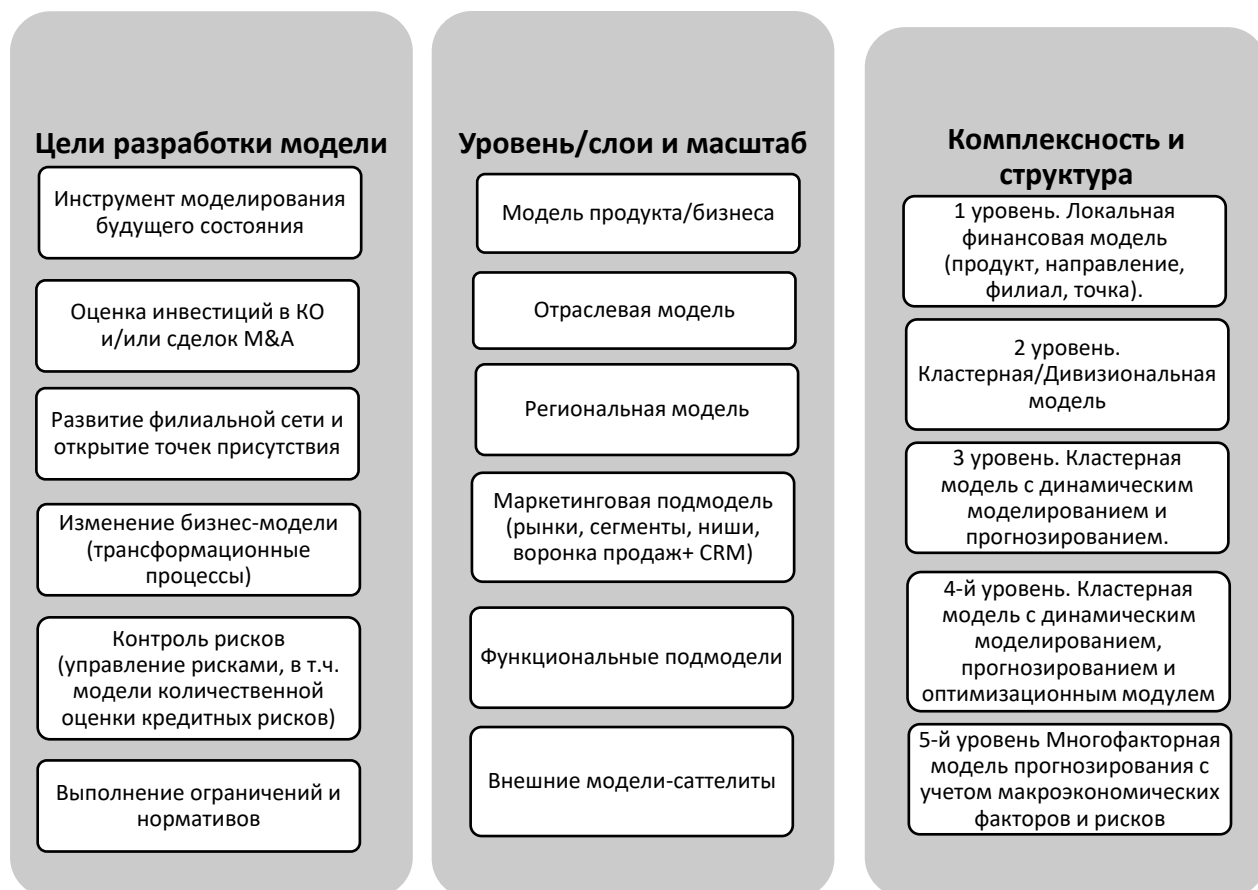 Цели разработки модели
Инструмент моделирования
будущего состояния
Оценка инвестиций в КО
и/или сделок M&A
Развитие филиальной сети и
открытие точек присутствия
Изменение бизнес-модели
(трансформационные
процессы)
Контроль рисков
(управление рисками, в т.ч.
модели количественной
оценки кредитных рисков)
Выполнение ограничений и
нормативов
Уровень/слои и масштаб
Модель продукта/бизнеса
Отраслевая модель
Региональная модель
Маркетинговая подмодель
(рынки, сегменты, ниши,
воронка продаж+ CRM)
Функциональные подмодели
Внешние модели-саттелиты
Комплексность и
структура
1 уровень. Локальная
финансовая модель
(продукт, направление,
филиал, точка).
2 уровень.
Кластерная/Дивизиональная
модель
3 уровень. Кластерная
модель с динамическим
моделированием и
прогнозированием.
4-й уровень. Кластерная
модель с динамическим
моделированием,
прогнозированием и
оптимизационным модулем
5-й уровень Многофакторная
модель прогнозирования с
учетом макроэкономических
факторов и рисков